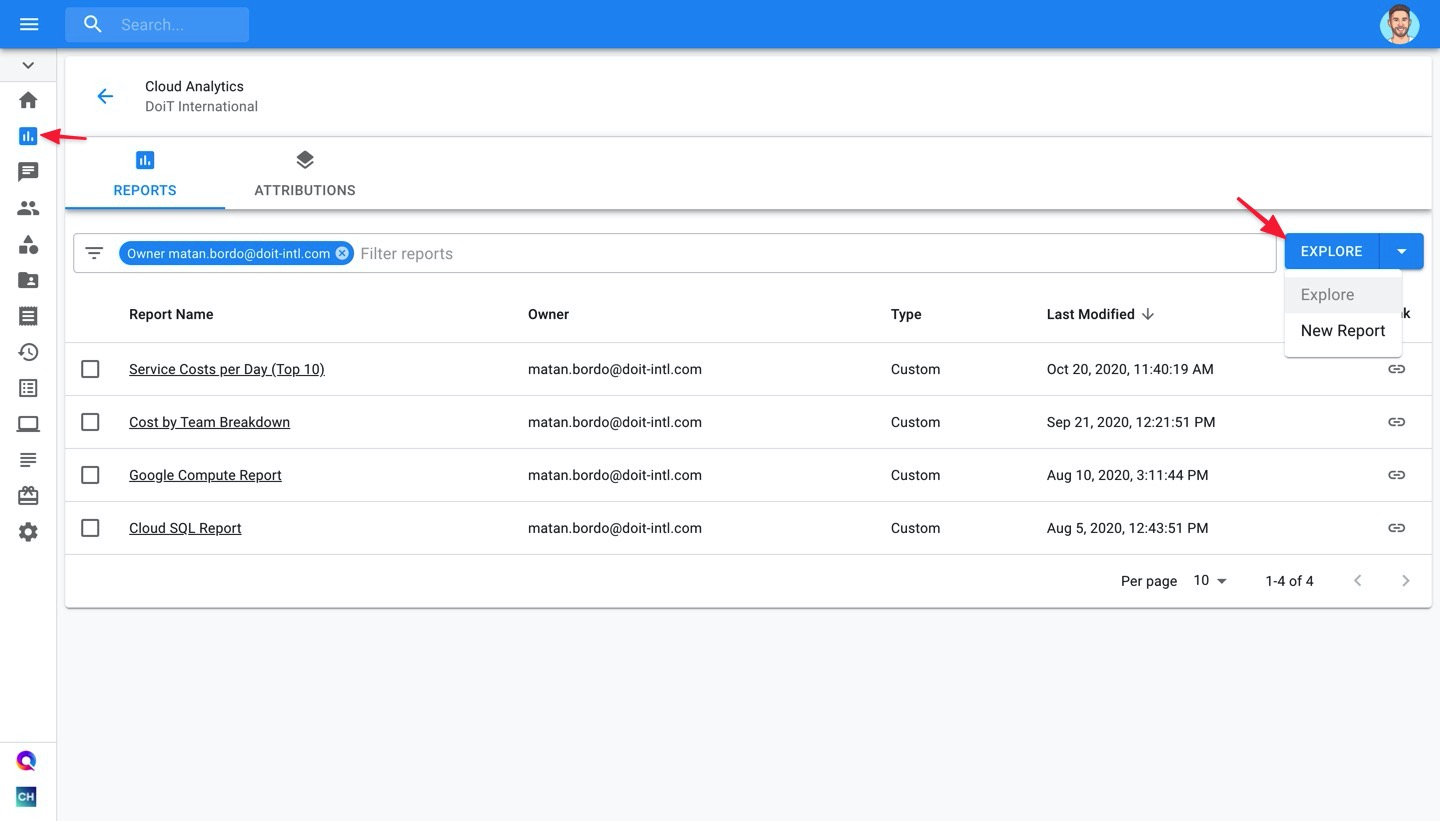 Search...
Cloud Analytics
DoiT International
REPORTS
ATTRIBUTIONS
Owner matan.bordo@doit-intl.com Filter reports
EXPLORE
Explore
New Report
Report Name Owner Type Last Modified k
Service Costs per Day (Top 10) matan.bordo@doit-intl.com Custom Oct 20, 2020, 11:40:19 AM
Cost by Team Breakdown matan.bordo@doit-intl.com Custom Sep 21, 2020, 12:21:51 PM
Google Compute Report matan.bordo@doit-intl.com Custom Aug 10, 2020, 3:11:44 PM
Cloud SQL Report matan.bordo@doit-intl.com Custom Aug 5, 2020, 12:43:51 PM
Per page 10 1-4 of 4
CH